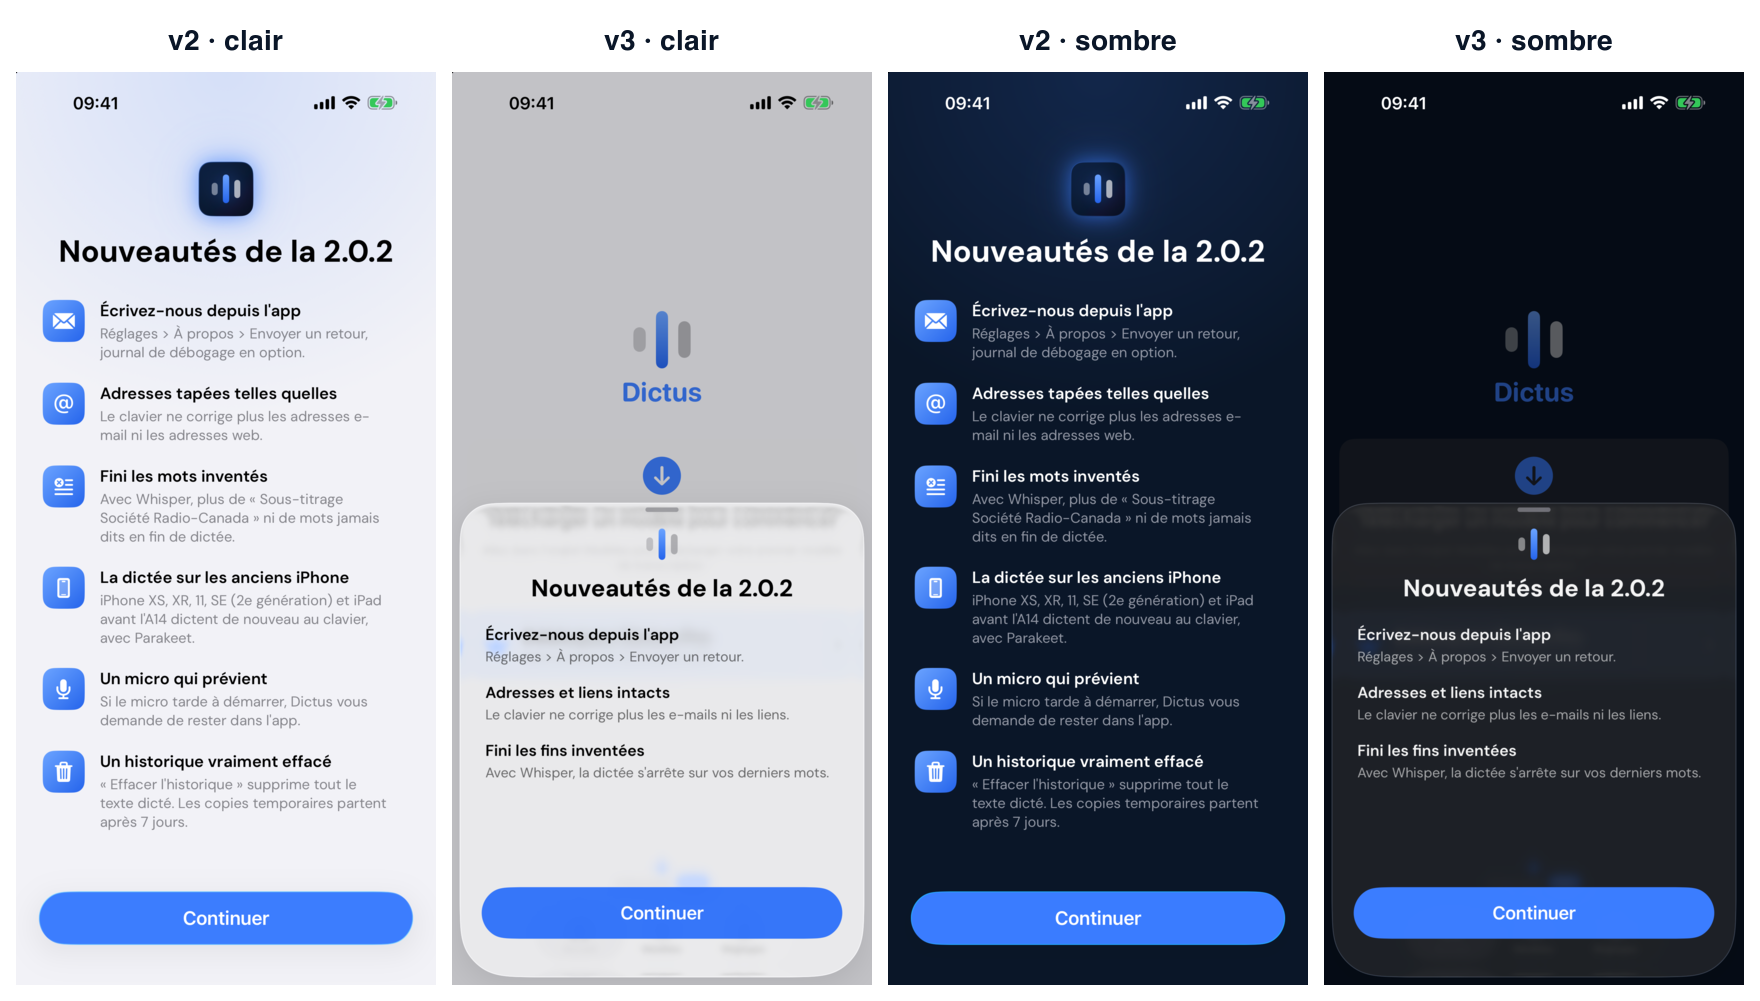 v2 · clair
09:41
Nouveautés de la 2.0.2
Écrivez-nous depuis l'app
Réglages > À propos > Envoyer un retour,
journal de débogage en option.
Adresses tapées telles quelles
Le clavier ne corrige plus les adresses e-
mail ni les adresses web.
Fini les mots inventés
Avec Whisper, plus de « Sous-titrage
Société Radio-Canada » ni de mots jamais
dits en fin de dictée.
La dictée sur les anciens iPhone
iPhone XS, XR, 11, SE (2e génération) et iPad
avant l'A14 dictent de nouveau au clavier,
avec Parakeet.
Un micro qui prévient
Si le micro tarde à démarrer, Dictus vous
demande de rester dans l'app.
Un historique vraiment effacé
« Effacer l'historique » supprime tout le
texte dicté. Les copies temporaires partent
après 7 jours.
Continuer
v3 · clair
09:41
Dictus
Nouveautés de la 2.0.2
Écrivez-nous depuis l'app
Réglages > À propos > Envoyer un retour.
Adresses et liens intacts
Le clavier ne corrige plus les e-mails ni les liens.
Fini les fins inventées
Avec Whisper, la dictée s'arrête sur vos derniers mots.
Continuer
v2 · sombre
09:41
Nouveautés de la 2.0.2
Écrivez-nous depuis l'app
Réglages > À propos > Envoyer un retour,
journal de débogage en option.
Adresses tapées telles quelles
Le clavier ne corrige plus les adresses e-
mail ni les adresses web.
Fini les mots inventés
Avec Whisper, plus de « Sous-titrage
Société Radio-Canada » ni de mots jamais
dits en fin de dictée.
La dictée sur les anciens iPhone
iPhone XS, XR, 11, SE (2e génération) et iPad
avant l'A14 dictent de nouveau au clavier,
avec Parakeet.
Un micro qui prévient
Si le micro tarde à démarrer, Dictus vous
demande de rester dans l'app.
Un historique vraiment effacé
« Effacer l'historique » supprime tout le
texte dicté. Les copies temporaires partent
après 7 jours.
Continuer
v3 · sombre
09:41
Dictus
Nouveautés de la 2.0.2
Écrivez-nous depuis l'app
Réglages > À propos > Envoyer un retour.
Adresses et liens intacts
Le clavier ne corrige plus les e-mails ni les liens.
Fini les fins inventées
Avec Whisper, la dictée s'arrête sur vos derniers mots.
Continuer